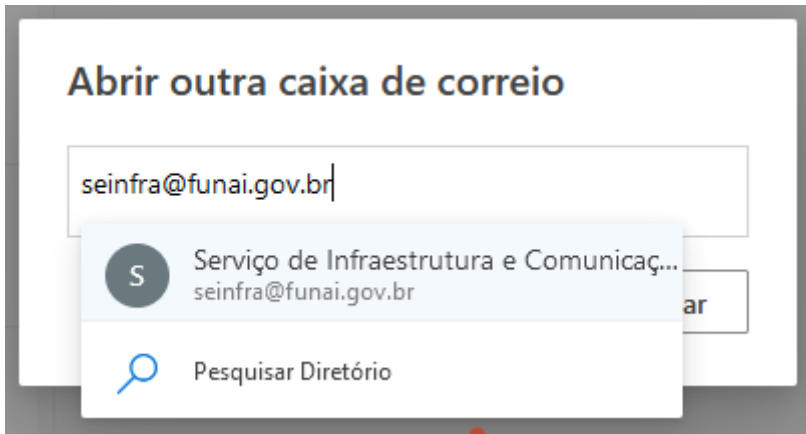 Abrir outra caixa de correio
seinfra@funai.gov.br
S
Serviço de Infraestrutura e Comunicaç...
seinfra@funai.gov.br
ar
Pesquisar Diretório